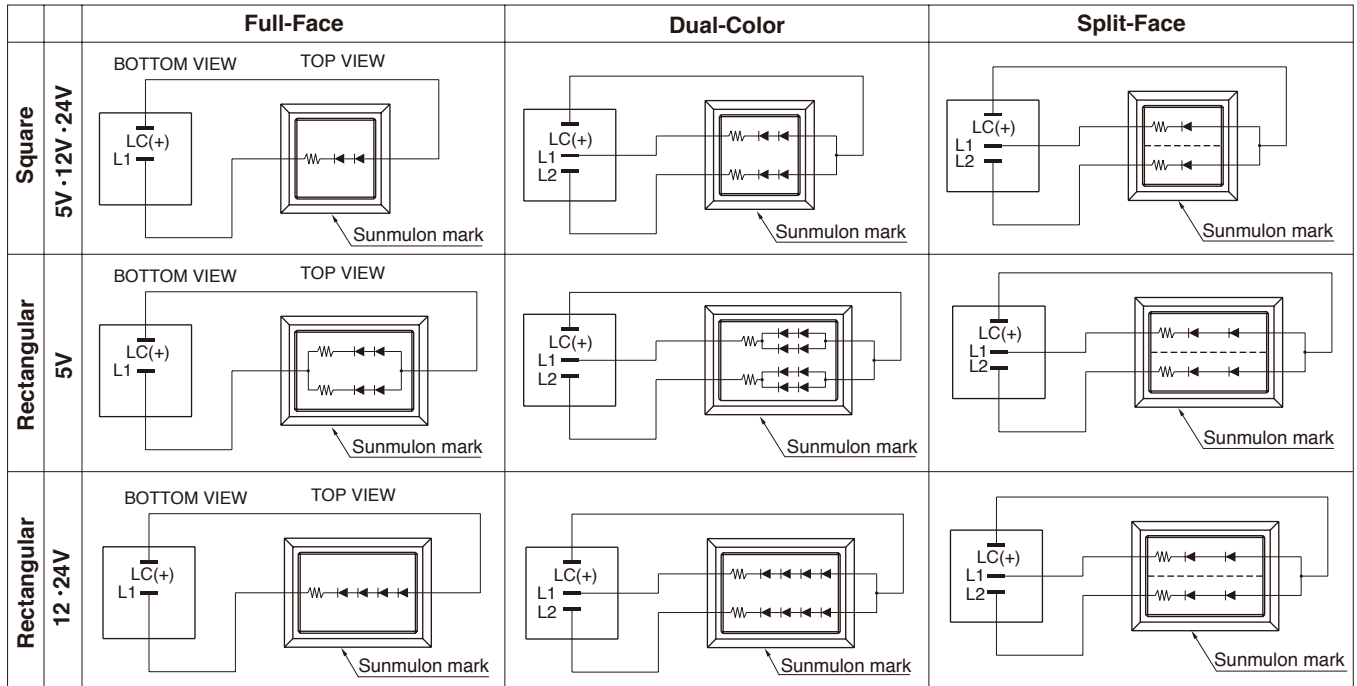 Full-Face
Dual-Color
Split-Face
Square
5V·12V·24V
BOTTOM VIEW
TOP VIEW
LC(+)
L1
Sunmulon mark
LC(+)
L1
L2
Sunmulon mark
LC(+)
L1
L2
Sunmulon mark
Rectangular
5V
BOTTOM VIEW
TOP VIEW
LC(+)
L1
Sunmulon mark
LC(+)
L1
L2
Sunmulon mark
LC(+)
L1
L2
Sunmulon mark
Rectangular
12·24V
BOTTOM VIEW
TOP VIEW
LC(+)
L1
Sunmulon mark
LC(+)
L1
L2
Sunmulon mark
LC(+)
L1
L2
Sunmulon mark